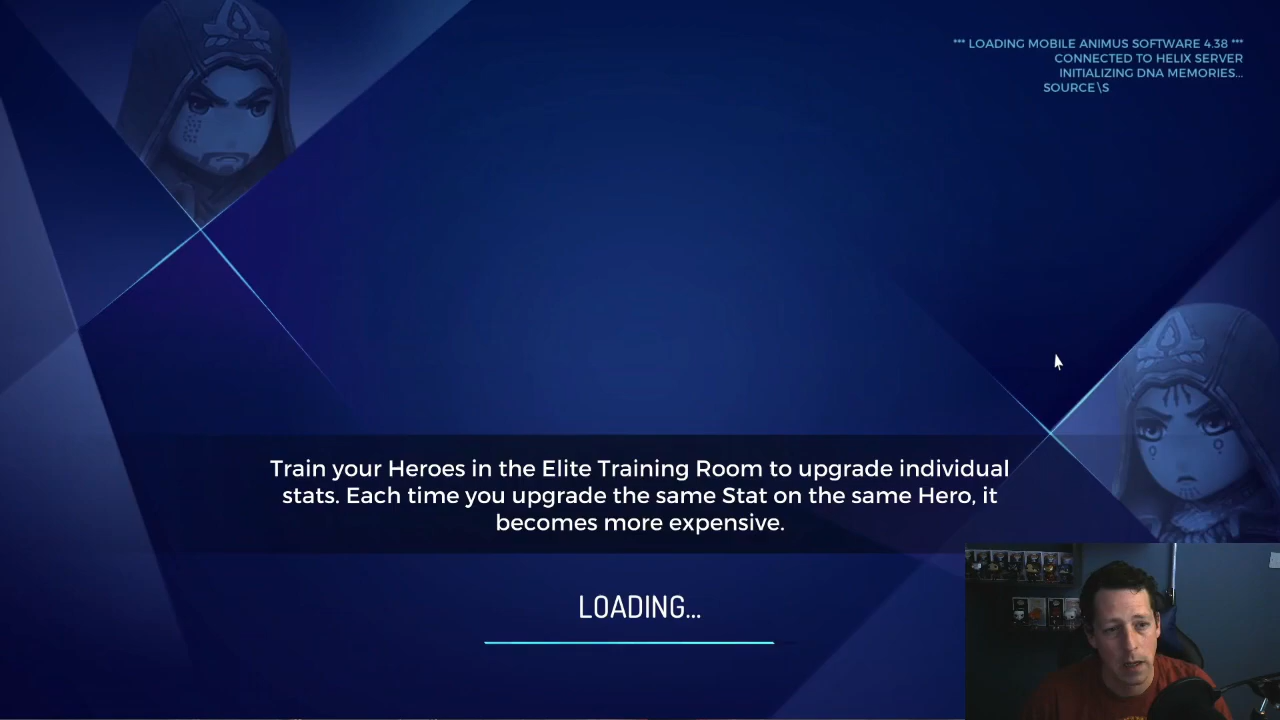 *** LOADING MOBILE ANIMUS SOFTWARE 4.38 ***
CONNECTED TO HELIX SERVER
INITIALIZING DNA MEMORIES...
SOURCE\S
Train your Heroes in the Elite Training Room to upgrade individual
stats. Each time you upgrade the same Stat on the same Hero, it
becomes more expensive.
LOADING...